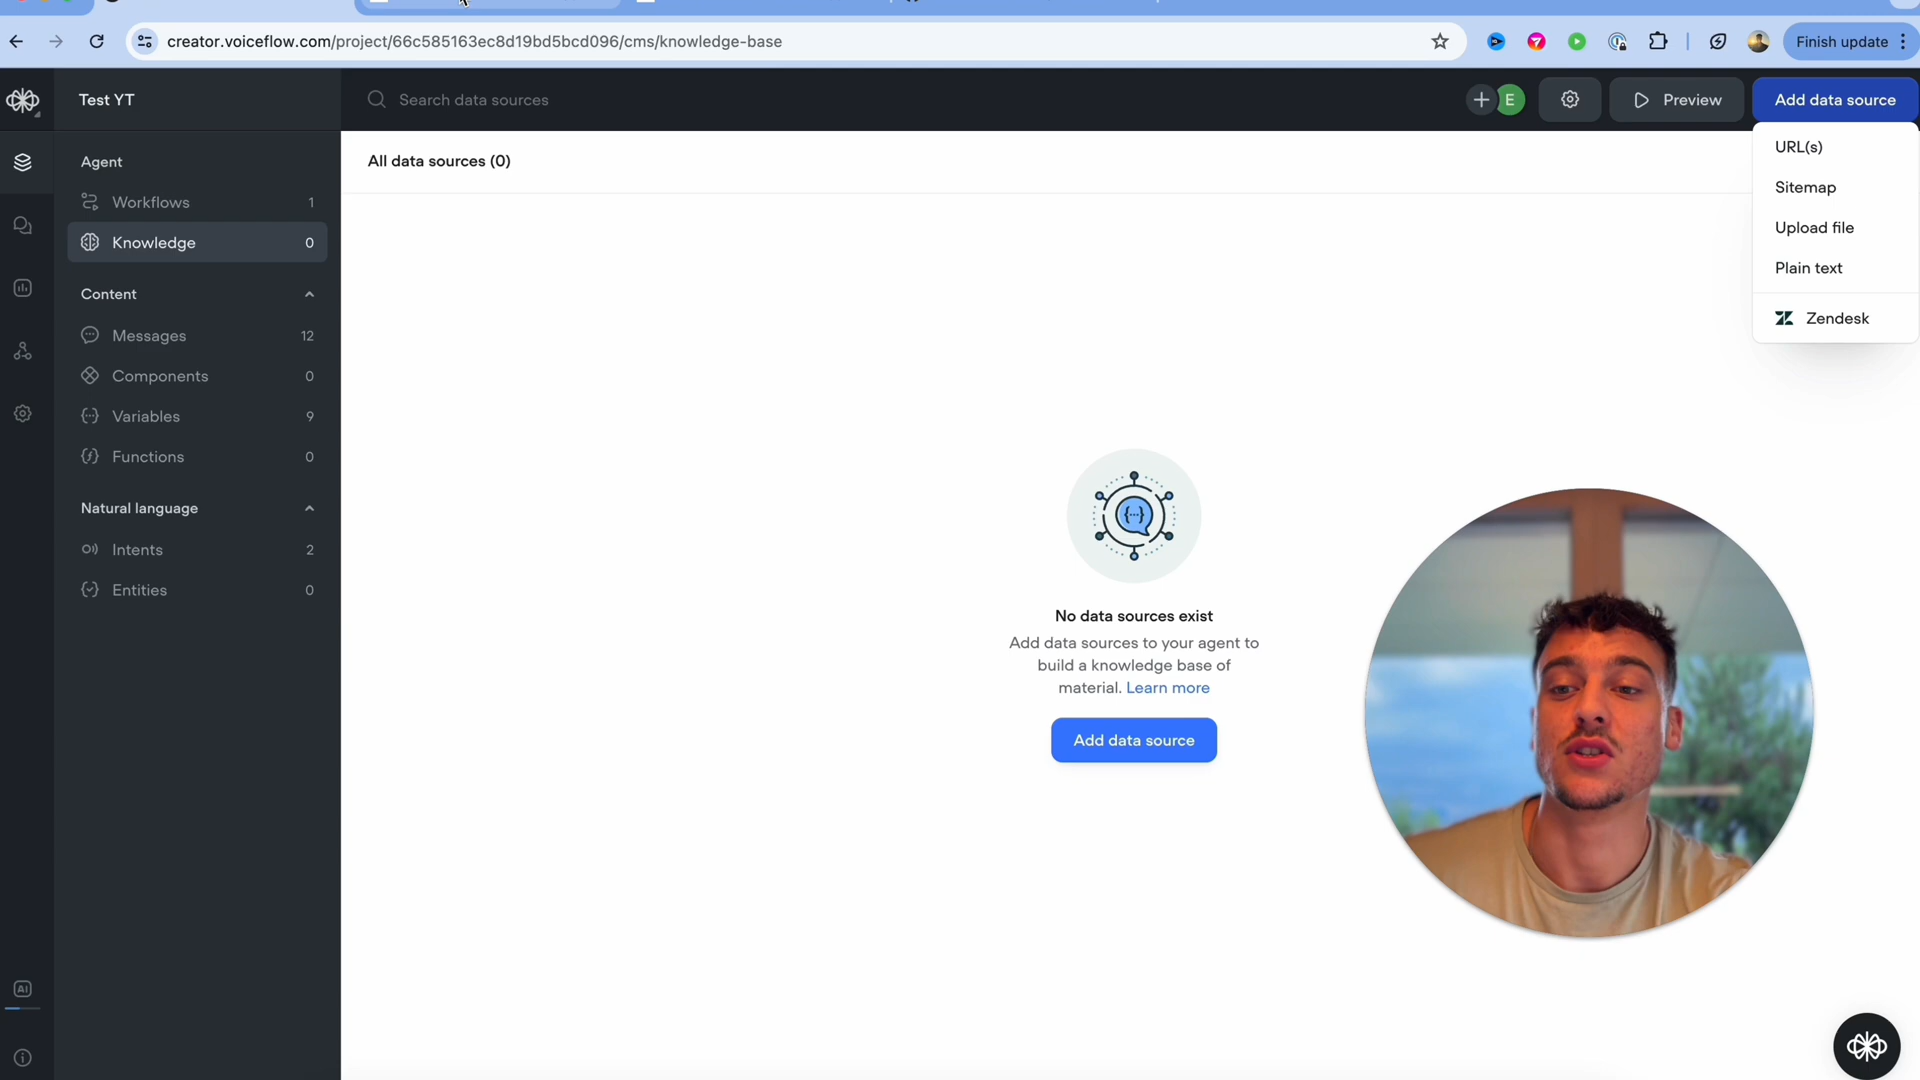 creator.voiceflow.com/project/66c585163ec8d19bd5bcd096/cms/knowledge-base
Finish update
Test YT
Search data sources
E
Preview
Add data source
URL(s)
Sitemap
Upload file
Plain text
Zendesk
Agent
Workflows 1
Knowledge 0
Content
Messages 12
Components 0
Variables 9
Functions 0
Natural language
Intents 2
Entities 0
AI
All data sources (0)
No data sources exist
Add data sources to your agent to
build a knowledge base of
material. Learn more
Add data source